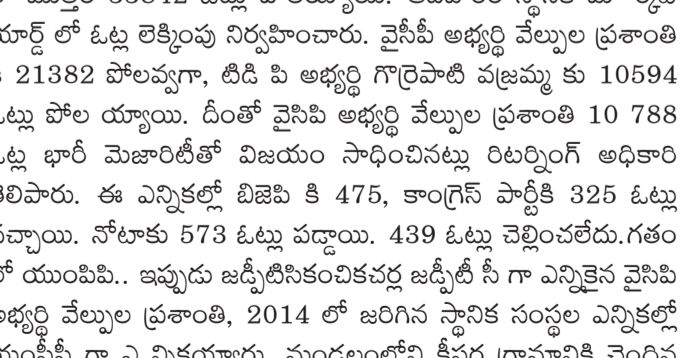 యార్డ్ లో ఓట్ల లెక్కింపు నిర్వహించారు. వైసీపీ అభ్యర్థి వేల్పుల ప్రశాంతి
21382 పోలవ్వగా, టిడి పి అభ్యర్థి గొర్రెపాటి వజ్రమ్మ కు 10594
ఓట్లు పోల య్యాయి. దీంతో వైసిపి అభ్యర్థి వేల్పుల ప్రశాంతి 10 788
ఓట్ల భారీ మెజారిటీతో విజయం సాధించినట్లు రిటర్నింగ్ అధికారి
తెలిపారు. ఈ ఎన్నికల్లో బిజెపి కి 475, కాంగ్రెస్ పార్టీకి 325 ఓట్లు
వచ్చాయి. నోటాకు 573 ఓట్లు పడ్డాయి. 439 ఓట్లు చెల్లించలేదు.గతం
లో యుంపిపి.. ఇప్పుడు జడ్పీటిసికంచికచర్ల జడ్పీటీ సీ గా ఎన్నికైన వైసిపి
అభ్యర్థి వేల్పుల ప్రశాంతి, 2014 లో జరిగిన స్థానిక సంస్థల ఎన్నికల్లో